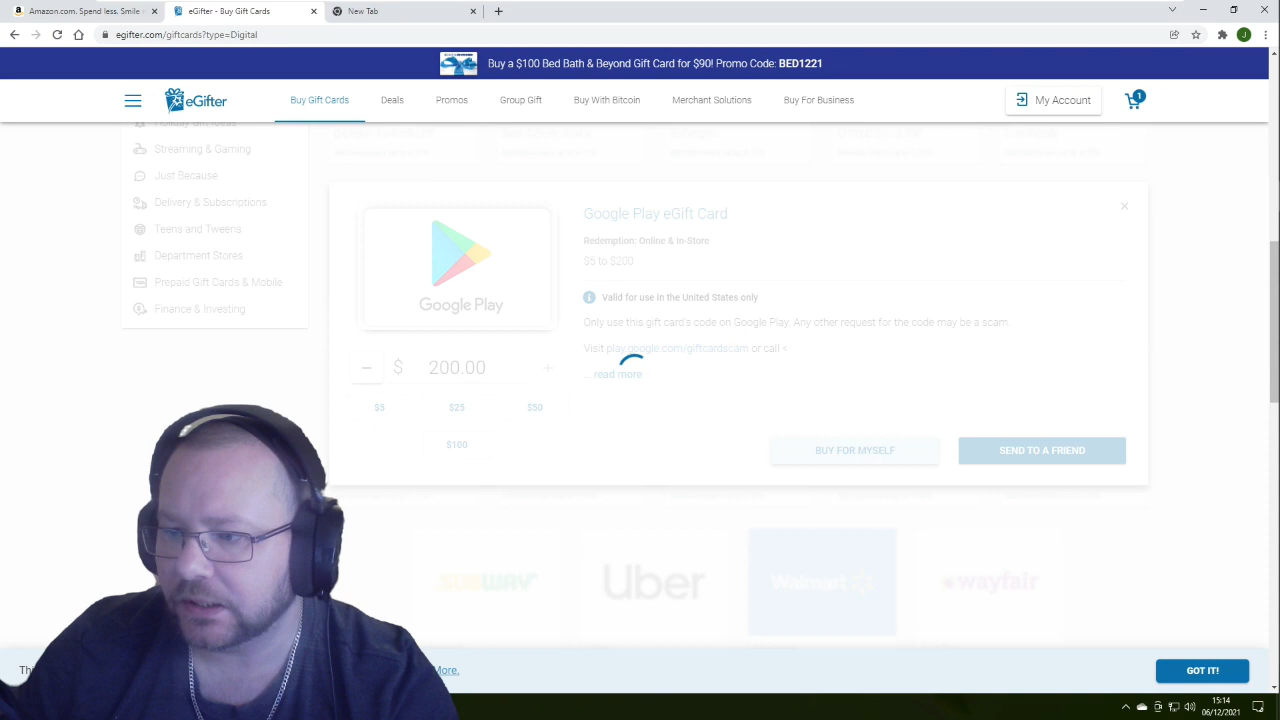 Amazon.com. Spend less. Smile
eGifter - Buy Gift Cards
New Tab
egifter.com/giftcards?type=Digital
J
Buy a $100 Bed Bath & Beyond Gift Card for $90! Promo Code: BED1221
eGifter
Buy Gift Cards
Deals
Promos
Group Gift
Buy With Bitcoin
Merchant Solutions
Buy For Business
My Account
1
Holiday Gift Ideas
Streaming & Gaming
Just Because
Delivery & Subscriptions
Teens and Tweens
Department Stores
Prepaid Gift Cards & Mobile
Finance & Investing
Google Play
$ 200.00
$5 $25 $50
$100
Google Play eGift Card
Redemption: Online & In-Store
$5 to $200
Valid for use in the United States only
Only use this gift card's code on Google Play. Any other request for the code may be a scam.
Visit play.google.com/giftcardscam or call
... read more
BUY FOR MYSELF
SEND TO A FRIEND
SUBWAY
Uber
Walmart
wayfair
More.
GOT IT!
15:14
06/12/2021